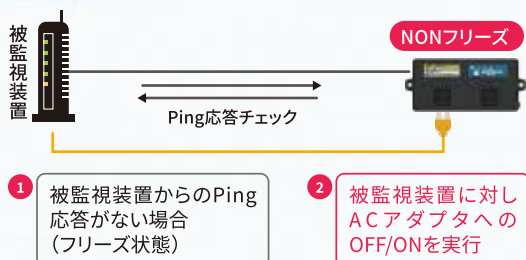 被監視装置
NONフリーズ
Ping応答チェック
1
被監視装置からのPing
応答がない場合
（フリーズ状態）
2
被監視装置に対し
ACアダプタへの
OFF/ONを実行